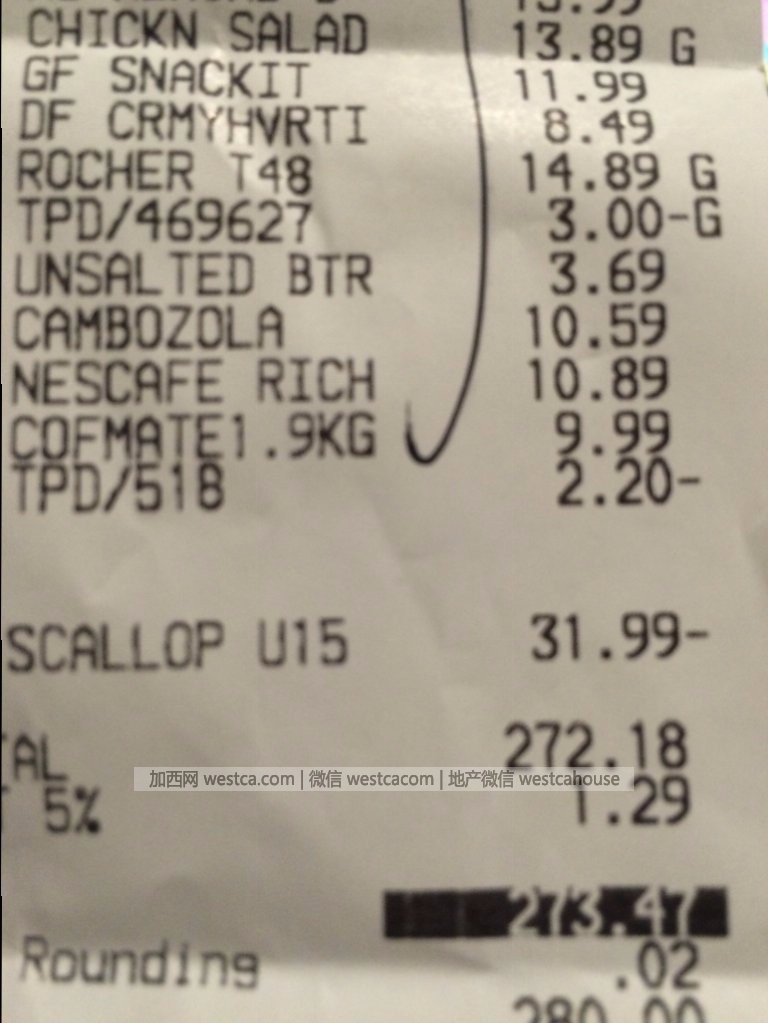 CHICKN SALAD 13.89 G
GF SNACKIT 11.99
DF CRMYHVRTI 8.49
ROCHER T48 14.89 G
TPD/469627 3.00-G
UNSALTED BTR 3.69
CAMBOZOLA 10.59
NESCAFE RICH 10.89
COFMATE1.9KG 9.99
TPD/518 2.20-
SCALLOP U15 31.99-
TAL 272.18
加西网 westca.com | 微信 westcacom | 地产微信 westcahouse
5% 1.29
273.47
Rounding .02
280.00